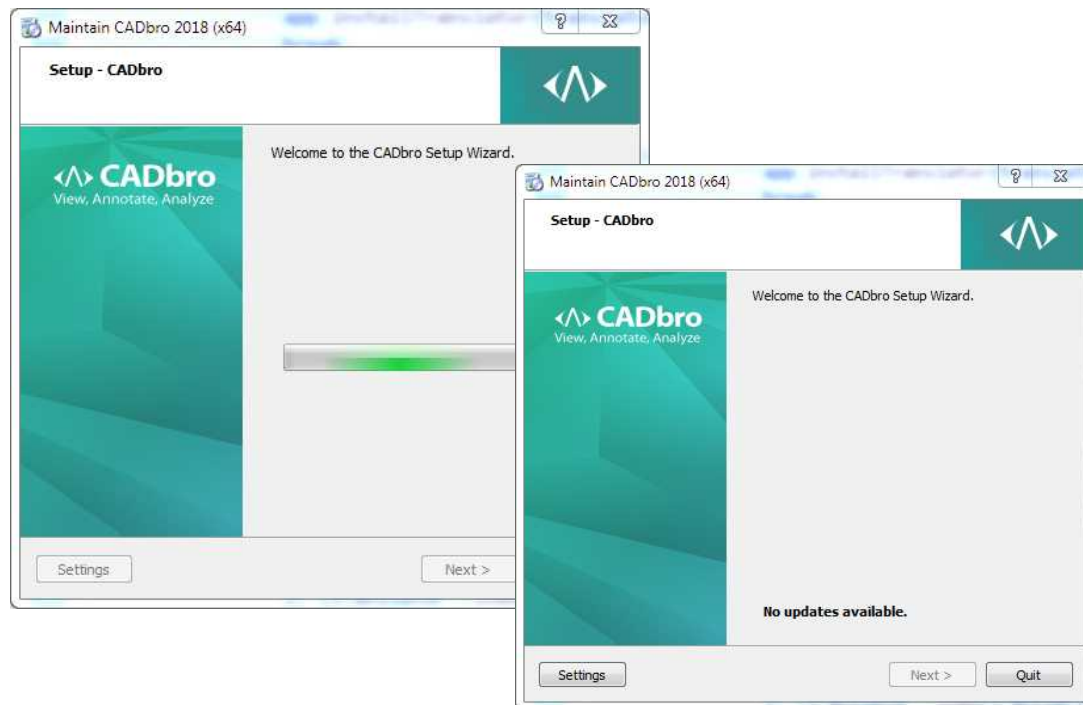 Maintain CADbro 2018 (x64)
Setup - CADbro
CADbro
View, Annotate, Analyze
Welcome to the CADbro Setup Wizard.
Settings
Next >
Maintain CADbro 2018 (x64)
Setup - CADbro
CADbro
View, Annotate, Analyze
Welcome to the CADbro Setup Wizard.
No updates available.
Settings
Next >
Quit